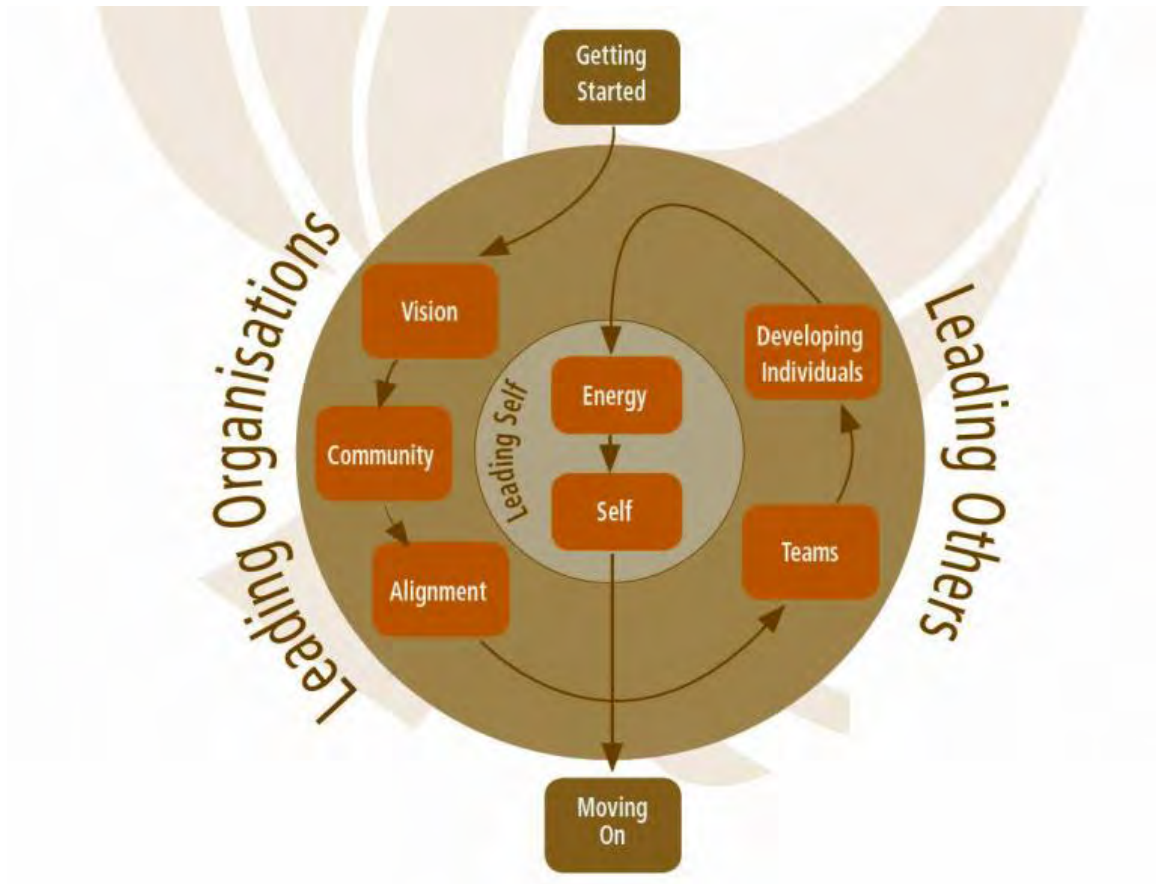 Getting
Started
Leading Organisations
Vision
Community
Alignment
Leading Self
Energy
Self
Developing
Individuals
Teams
Leading Others
Moving
On